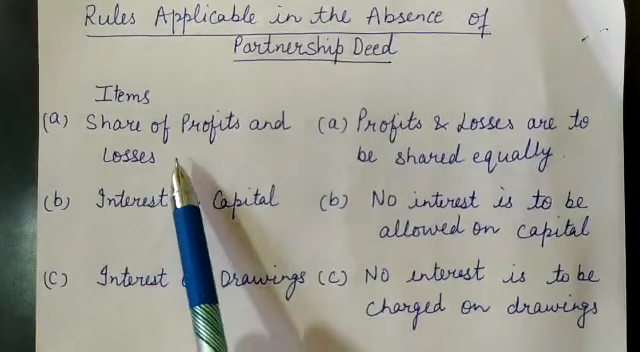 Rules Applicable in the Absence of
Partnership Deed
Items
(a) Share of Profits and
Losses
(a) Profits & Losses are to
be shared equally.
(b) Interest Capital
(b) No interest is to be
allowed on capital
(c) Interest Drawings
(c) No interest is to be
charged on drawings